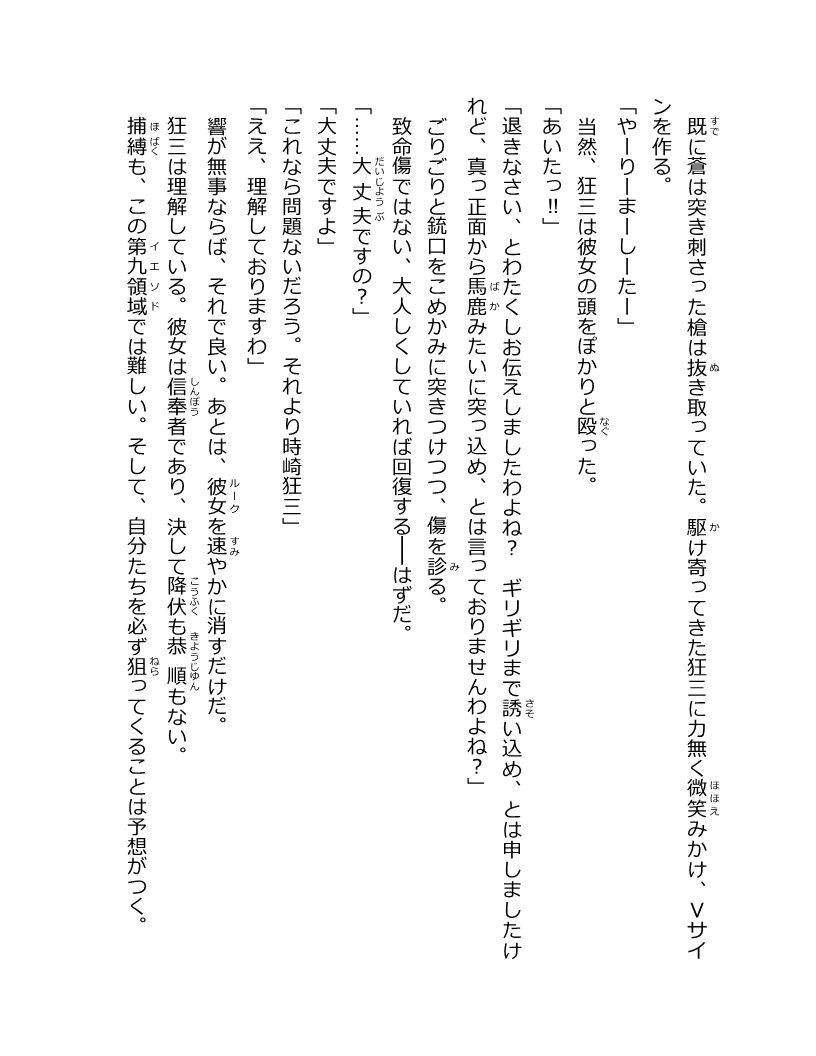 既に蒼は突き刺さった槍は抜き取っていた。駆け寄ってきた狂三に力無く微笑みかけ、Ｖサイ
ンを作る。
「やーりーまーしーたー」
当然、狂三は彼女の頭をぽかりと殴った。
「あいたっ‼」
「退きなさい、とわたくしお伝えしましたわよね？　ギリギリまで誘い込め、とは申しましたけ
れど、真っ正面から馬鹿みたいに突っ込め、とは言っておりませんわよね？」
ごりごりと銃口をこめかみに突きつけつつ、傷を診る。
致命傷ではない、大人しくしていれば回復する──はずだ。
「……大丈夫ですの？」
「大丈夫ですよ」
「これなら問題ないだろう。それより時崎狂三」
「ええ、理解しておりますわ」
響が無事ならば、それで良い。あとは、彼女を速やかに消すだけだ。
狂三は理解している。彼女は信奉者であり、決して降伏も恭順もない。
捕縛も、この第九領域では難しい。そして、自分たちを必ず狙ってくることは予想がつく。